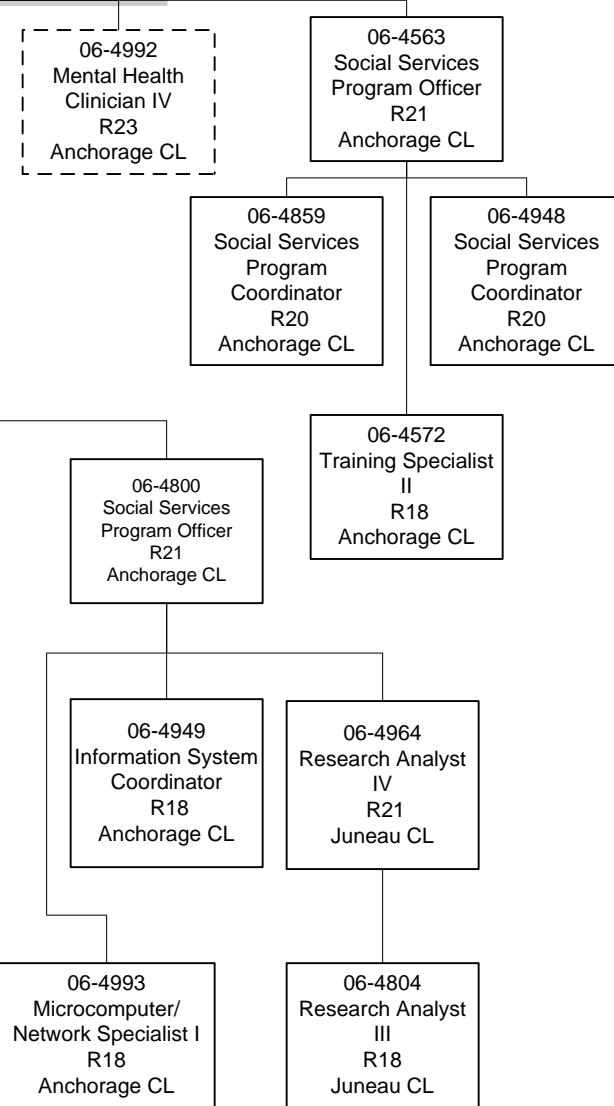 06-4992
Mental Health
Clinician IV
R23
Anchorage CL
06-4563
Social Services
Program Officer
R21
Anchorage CL
06-4859
Social Services
Program
Coordinator
R20
Anchorage CL
06-4948
Social Services
Program
Coordinator
R20
Anchorage CL
06-4572
Training Specialist
II
R18
Anchorage CL
06-4800
Social Services
Program Officer
R21
Anchorage CL
06-4949
Information System
Coordinator
R18
Anchorage CL
06-4964
Research Analyst
IV
R21
Juneau CL
06-4993
Microcomputer/
Network Specialist I
R18
Anchorage CL
06-4804
Research Analyst
III
R18
Juneau CL